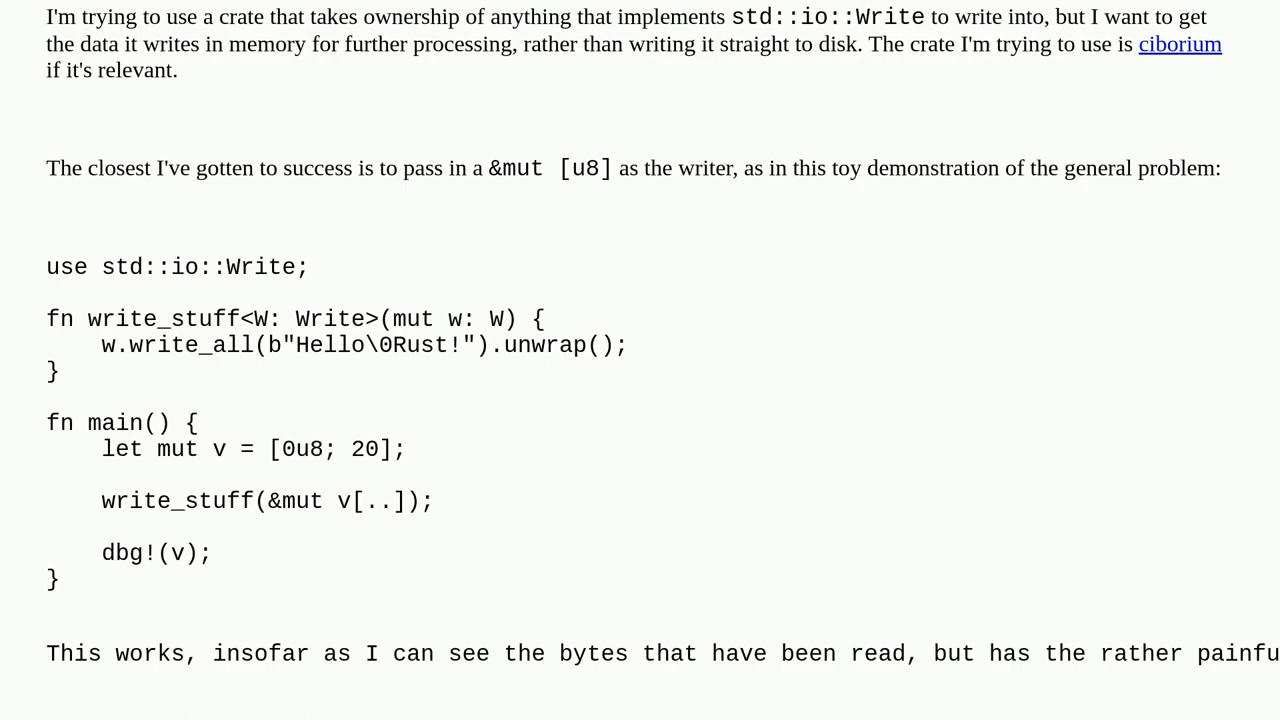 I'm trying to use a crate that takes ownership of anything that implements std::io::Write to write into, but I want to get
the data it writes in memory for further processing, rather than writing it straight to disk. The crate I'm trying to use is ciborium
if it's relevant.
The closest I've gotten to success is to pass in a &mut [u8] as the writer, as in this toy demonstration of the general problem:
use std::io::Write;
fn write_stuff<W: Write>(mut w: W) {
    w.write_all(b"Hello\0Rust!").unwrap();
}
fn main() {
    let mut v = [0u8; 20];
    write_stuff(&mut v[..]);
    dbg!(v);
}
This works, insofar as I can see the bytes that have been read, but has the rather painfu